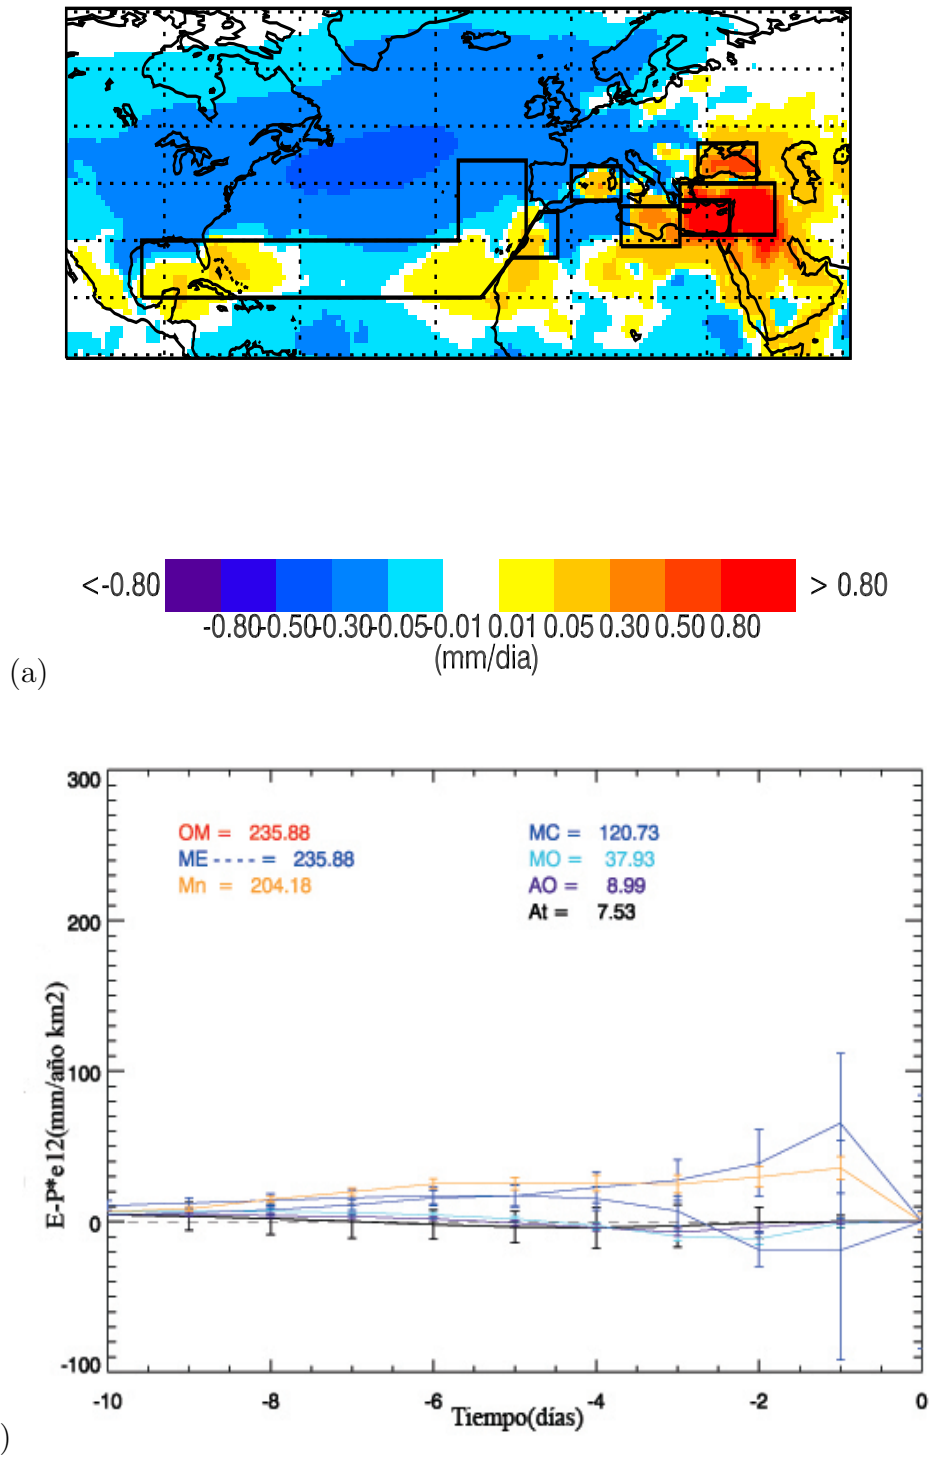 <-0.80
> 0.80
-0.80-0.50-0.30-0.05-0.01 0.01 0.05 0.30 0.50 0.80
(mm/dia)
(a)
300
200
100
0
-100
OM = 235.88
ME - - - - = 235.88
Mn = 204.18
MC = 120.73
MO = 37.93
AO = 8.99
At = 7.53
E-P*e12(mm/año km2)
-10 -8 -6 -4 -2 0
Tiempo(días)
)